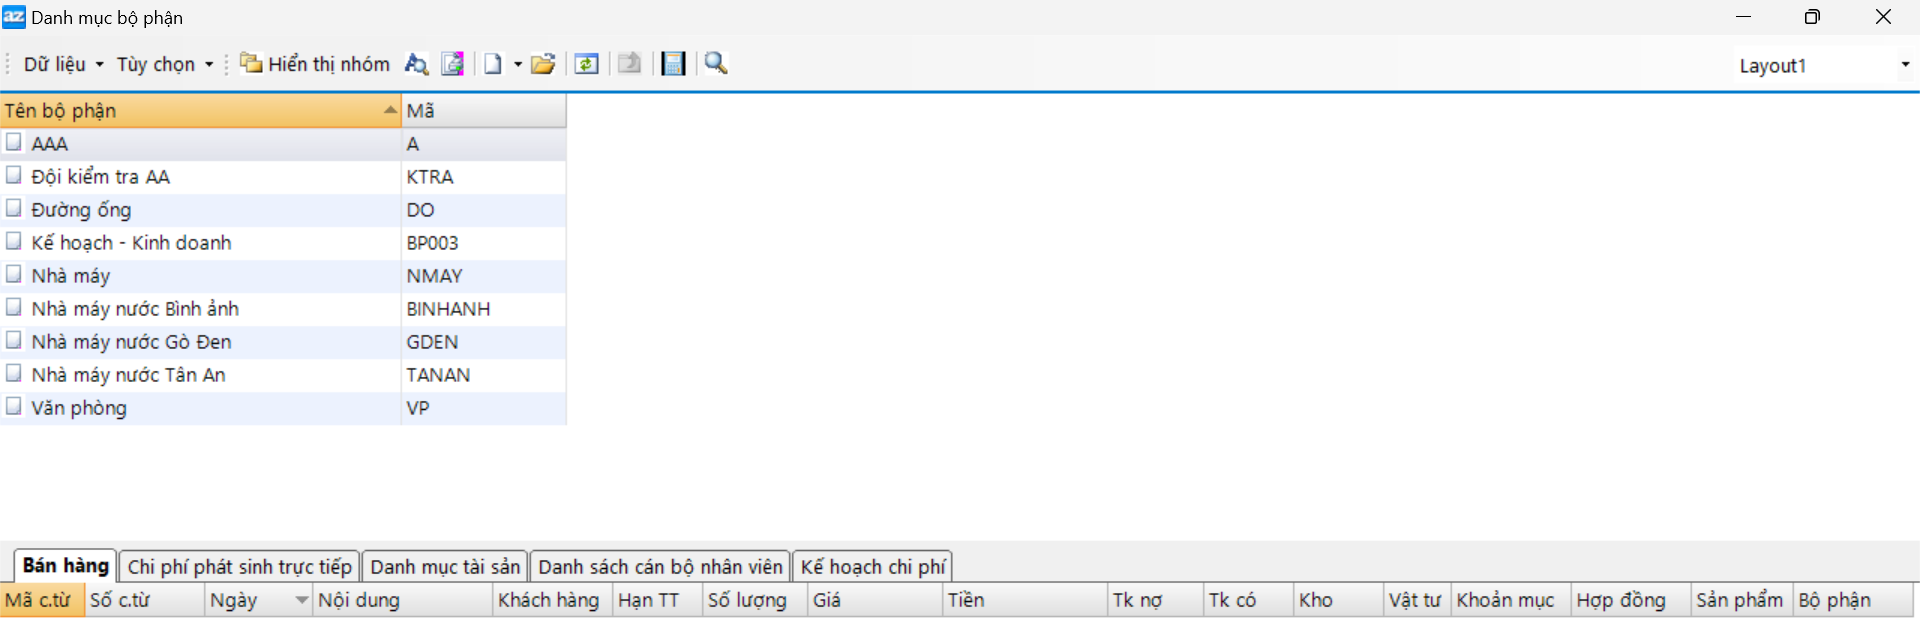 az Danh mục bộ phận
Dữ liệu Tùy chọn Hiển thị nhóm Layout1
Tên bộ phận Mã
AAA A
Đội kiểm tra AA KTRA
Đường ống DO
Kế hoạch - Kinh doanh BP003
Nhà máy NMAY
Nhà máy nước Bình ảnh BINHANH
Nhà máy nước Gò Đen GDEN
Nhà máy nước Tân An TANAN
Văn phòng VP
Bán hàng Chi phí phát sinh trực tiếp Danh mục tài sản Danh sách cán bộ nhân viên Kế hoạch chi phí
Mã c.từ Số c.từ Ngày Nội dung Khách hàng Hạn TT Số lượng Giá Tiền Tk nợ Tk có Kho Vật tư Khoản mục Hợp đồng Sản phẩm Bộ phận